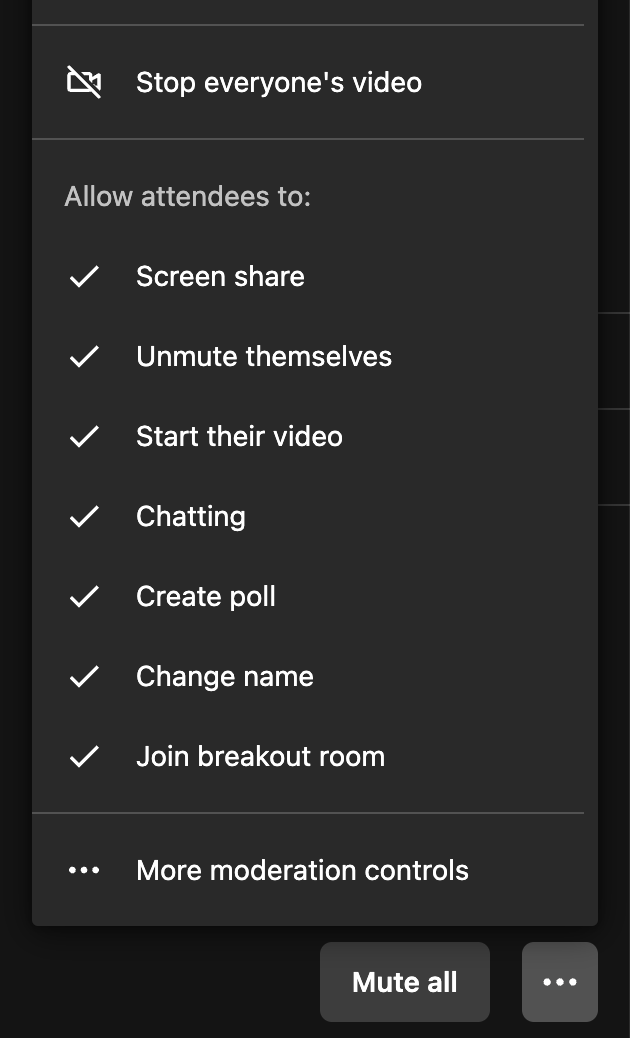 Stop everyone's video
Allow attendees to:
Screen share
Unmute themselves
Start their video
Chatting
Create poll
Change name
Join breakout room
More moderation controls
Mute all